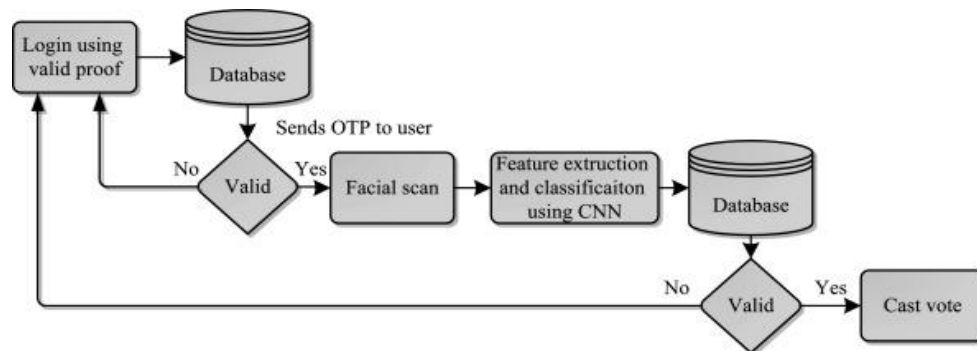 Login using
valid proof
Database
Sends OTP to user
No
Valid
Yes
Facial scan
Feature extruction
and classificaiton
using CNN
Database
No
Valid
Yes
Cast vote